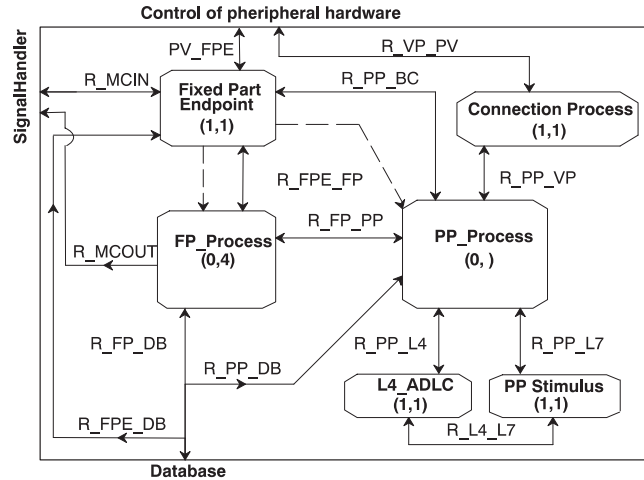 Control of pheripheral hardware
SignalHandler
PV_FPE
R_VP_PV
R_MCIN
Fixed Part
Endpoint
(1,1)
R_PP_BC
Connection Process
(1,1)
R_FPE_FP
R_PP_VP
R_MCOUT
FP_Process
(0,4)
R_FP_PP
PP_Process
(0, )
R_FP_DB
R_PP_DB
R_PP_L4
R_PP_L7
L4_ADLC
(1,1)
PP Stimulus
(1,1)
R_FPE_DB
R_L4_L7
Database